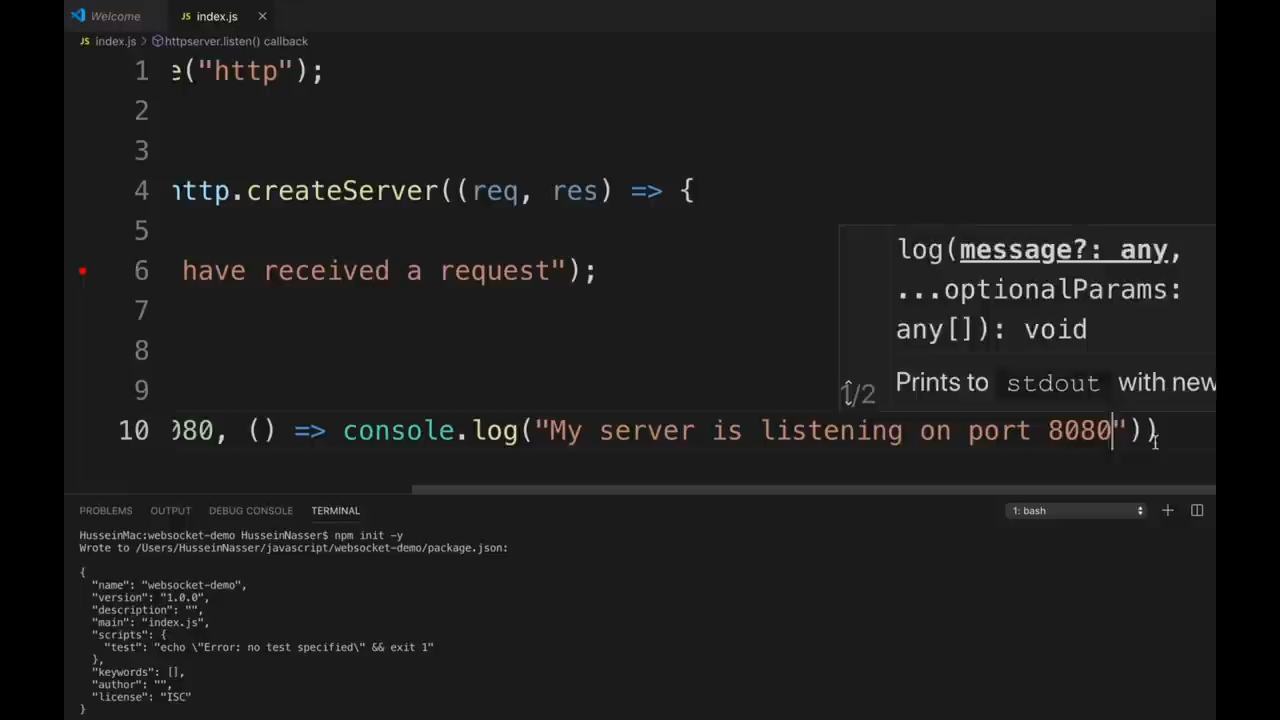 Welcome
JS index.js
JS index.js > httpserver.listen() callback
1 e("http");
2
3
4 http.createServer((req, res) => {
5
6 have received a request");
7
8
9
10 080, () => console.log("My server is listening on port 8080"))
log(message?: any,
...optionalParams:
any[]): void
1/2
Prints to stdout with new
PROBLEMS OUTPUT DEBUG CONSOLE TERMINAL 1: bash
HusseinMac:websocket-demo HusseinNasser$ npm init -y
Wrote to /Users/HusseinNasser/javascript/websocket-demo/package.json:
{
"name": "websocket-demo",
"version": "1.0.0",
"description": "",
"main": "index.js",
"scripts": {
"test": "echo \"Error: no test specified\" && exit 1"
},
"keywords": [],
"author": "",
"license": "ISC"
}